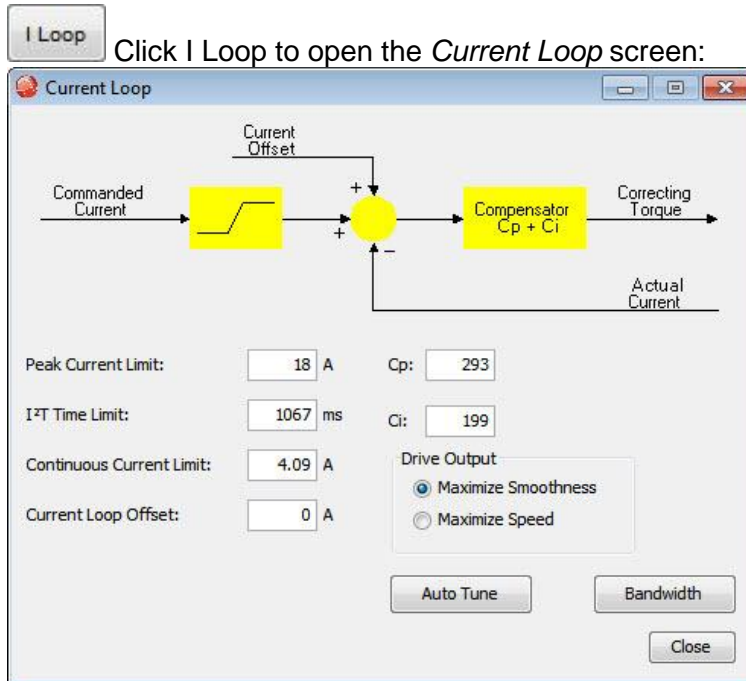 I Loop Click I Loop to open the Current Loop screen:
Current Loop
Current
Offset
Commanded
Current
+
+
−
Compensator
Cp + Ci
Correcting
Torque
Actual
Current
Peak Current Limit: 18 A Cp: 293
I²T Time Limit: 1067 ms Ci: 199
Continuous Current Limit: 4.09 A Drive Output
Maximize Smoothness
Current Loop Offset: 0 A Maximize Speed
Auto Tune Bandwidth
Close